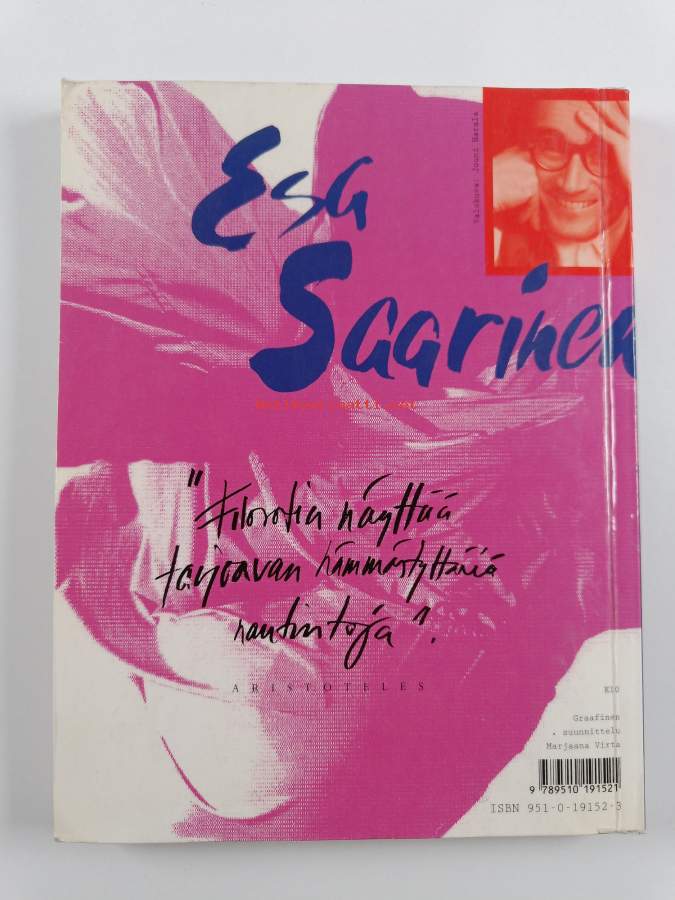 Esa
Valokuva: Jouni Harala
Saarinen
"Filosofia näyttää
tarjoavan hämmästyttäviä
nautintoja".
ARISTOTELES
Graafinen
suunnittelu
Marjaana Virta
9 789510 191521
ISBN 951-0-19152-3